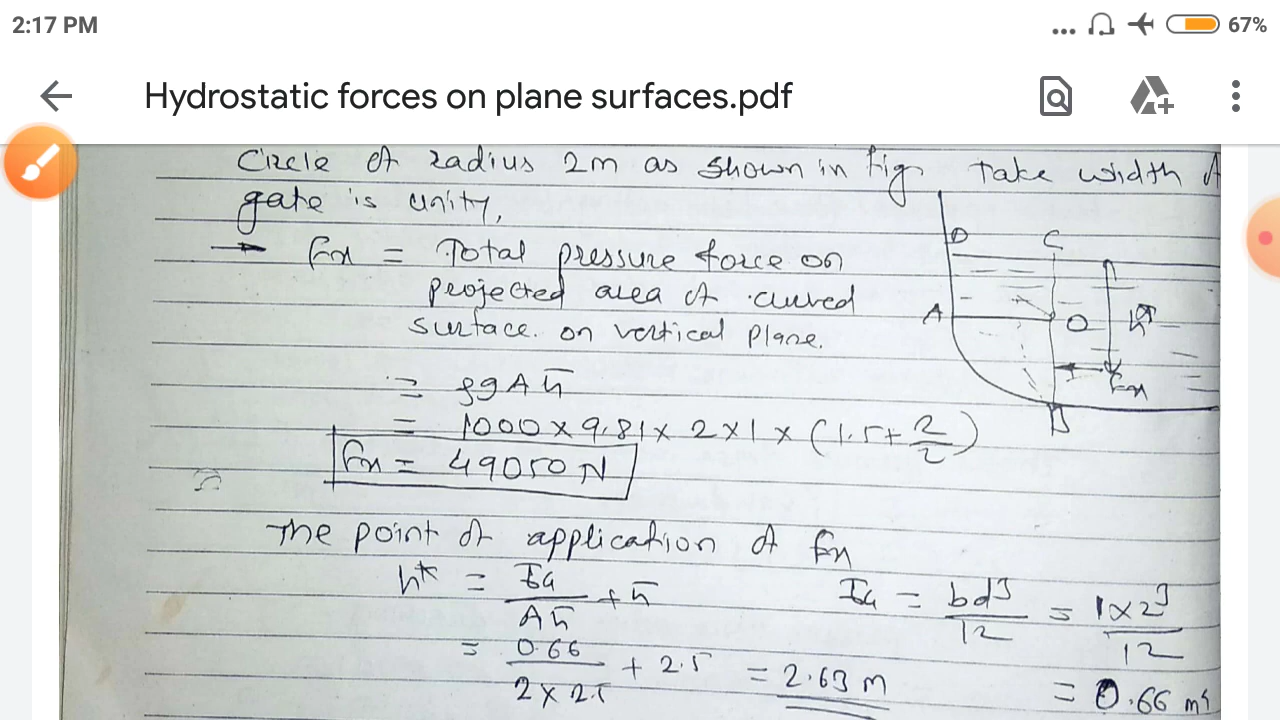 2:17 PM
... 67%
Hydrostatic forces on plane surfaces.pdf
Circle of radius 2m as shown in fig take width of
gate is unity,
→ Fx = Total pressure force on
projected area of curved
surface. on vertical plane.
= ρgAh̄
= 1000 × 9.81 × 2 × 1 × (1.5 + 2/2)
Fx = 49050 N
The point of application of Fx
h* = IG/Ah̄ + h̄
IG = bd³/12 = 1×2³/12
= 0.66/2×2.5 + 2.5 = 2.63 m
= 0.66 m⁴
D C
A O h*
Fx
B